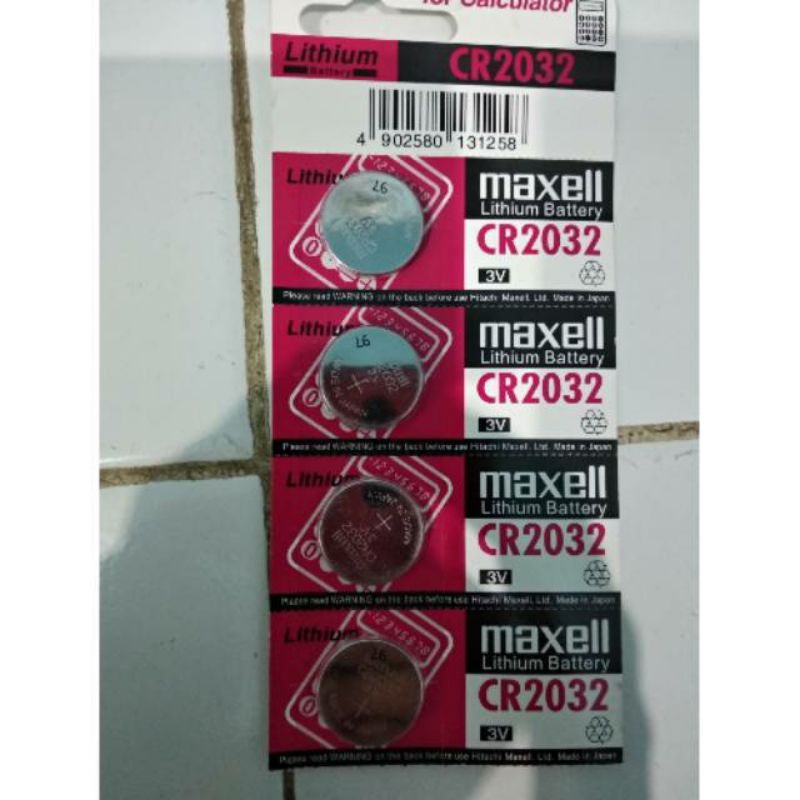 for Calculator
Lithium
Battery
CR2032
4 902580 131258
Lithiu
maxell
Lithium Battery
CR2032
3V
Please read WARNING on the back before use Hitachi Maxell, Ltd. Made in Japan
Lithiu
maxell
Lithium Battery
CR2032
3V
Please read WARNING on the back before use Hitachi Maxell, Ltd. Made in Japan
Lithium
maxell
Lithium Battery
CR2032
3V
Please read WARNING on the back before use Hitachi Maxell, Ltd. Made in Japan
Lithium
maxell
Lithium Battery
CR2032
3V
Please read WARNING on the back before use Hitachi Maxell, Ltd. Made in Japan